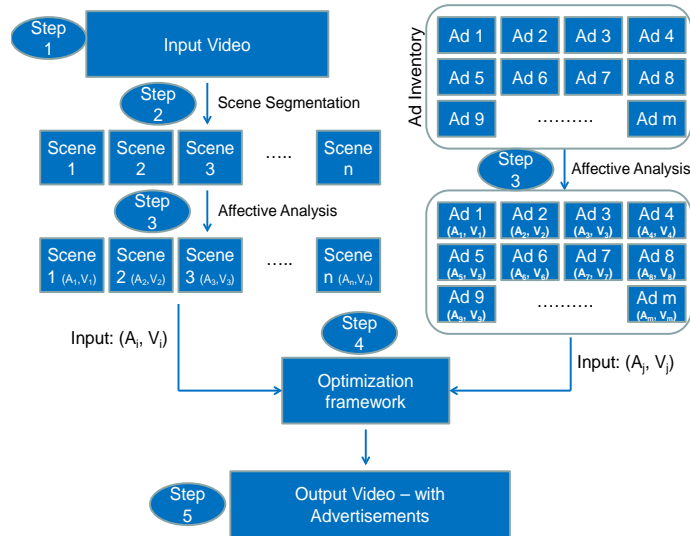 Step
1
Input Video
Step
2
Scene Segmentation
Scene
1
Scene
2
Scene
3
.....
Scene
n
Step
3
Affective Analysis
Scene
1 (A₁,V₁)
Scene
2 (A₂,V₂)
Scene
3 (A₃,V₃)
.....
Scene
n (Aₙ,Vₙ)
Input: (Aᵢ, Vᵢ)
Ad Inventory
Ad 1
Ad 2
Ad 3
Ad 4
Ad 5
Ad 6
Ad 7
Ad 8
Ad 9
..........
Ad m
Step
3
Affective Analysis
Ad 1
(A₁, V₁)
Ad 2
(A₂, V₂)
Ad 3
(A₃, V₃)
Ad 4
(A₄, V₄)
Ad 5
(A₅, V₅)
Ad 6
(A₆, V₆)
Ad 7
(A₇, V₇)
Ad 8
(A₈, V₈)
Ad 9
(A₉, V₉)
..........
Ad m
(Aₘ, Vₘ)
Input: (Aⱼ, Vⱼ)
Step
4
Optimization
framework
Step
5
Output Video – with
Advertisements